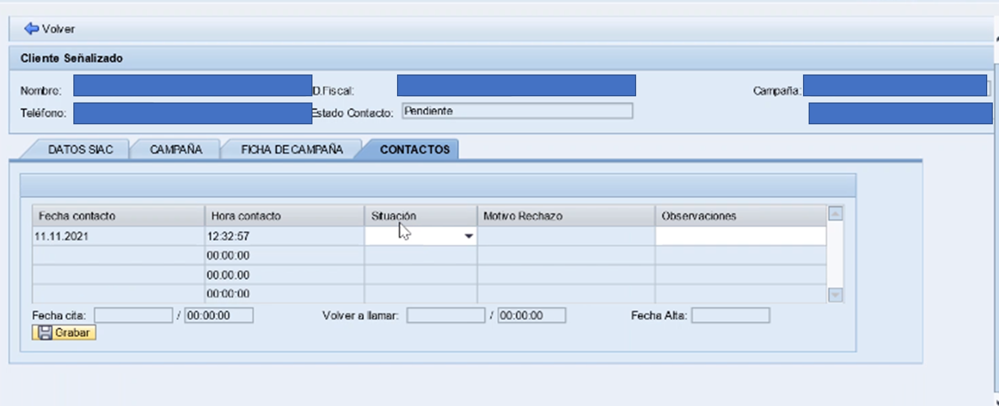 Volver
Cliente Señalizado
Nombre: D.Fiscal: Campaña:
Teléfono: Estado Contacto: Pendiente
DATOS SIAC CAMPAÑA FICHA DE CAMPAÑA CONTACTOS
Fecha contacto Hora contacto Situación Motivo Rechazo Observaciones
11.11.2021 12:32:57
00:00:00
00:00:00
00:00:00
Fecha cita: / 00:00:00 Volver a llamar: / 00:00:00 Fecha Alta:
Grabar